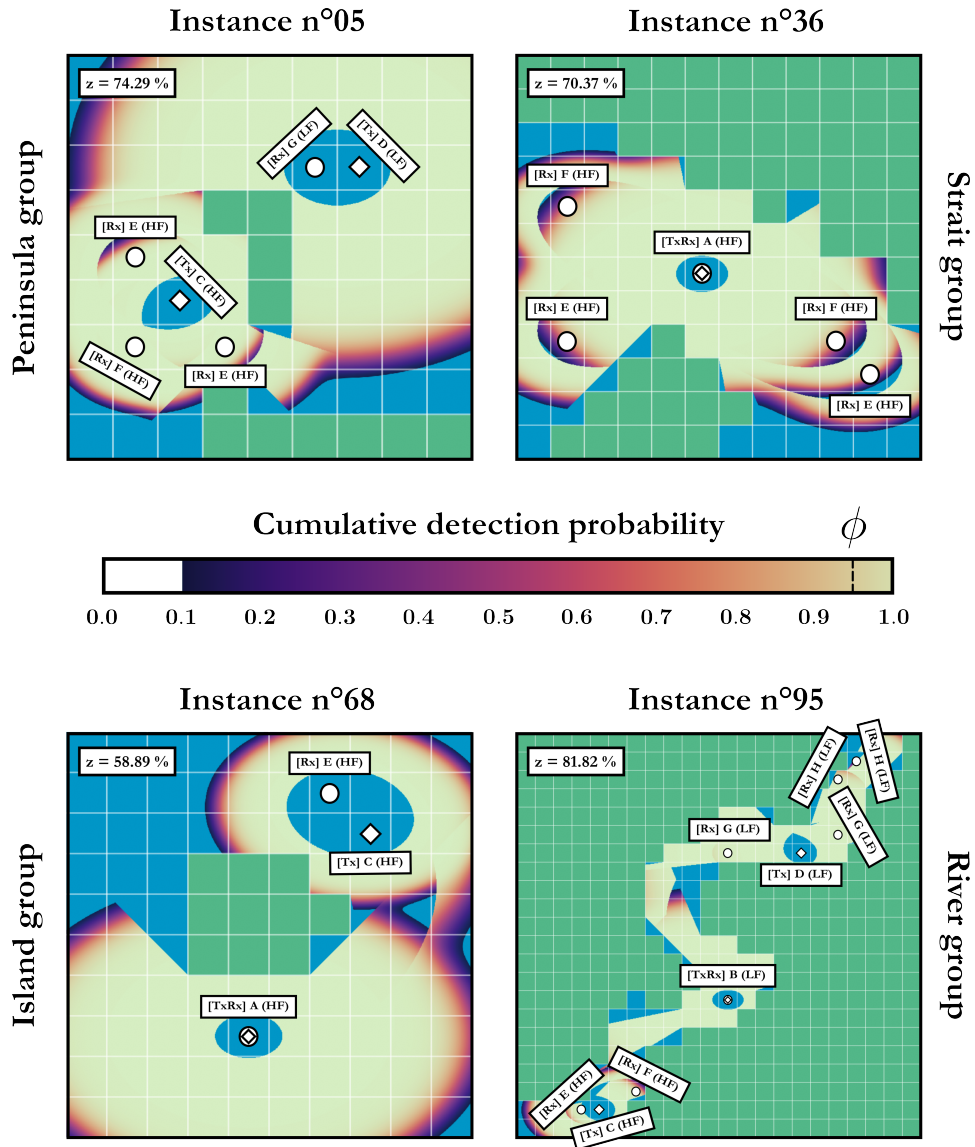 Instance n°05
Instance n°36
Peninsula group
z = 74.29 %
[Rx] G (LF)
[Tx] D (LF)
[Rx] E (HF)
[Tx] C (HF)
[Rx] F (HF)
[Rx] E (HF)
z = 70.37 %
[Rx] F (HF)
[TxRx] A (HF)
[Rx] E (HF)
[Rx] F (HF)
[Rx] E (HF)
Strait group
Cumulative detection probability
ϕ
0.0 0.1 0.2 0.3 0.4 0.5 0.6 0.7 0.8 0.9 1.0
Instance n°68
Instance n°95
Island group
z = 58.89 %
[Rx] E (HF)
[Tx] C (HF)
[TxRx] A (HF)
z = 81.82 %
[Rx] H (LF)
[Rx] H (LF)
[Rx] G (LF)
[Rx] G (LF)
[Tx] D (LF)
[TxRx] B (LF)
[Rx] F (HF)
[Rx] E (HF)
[Tx] C (HF)
River group